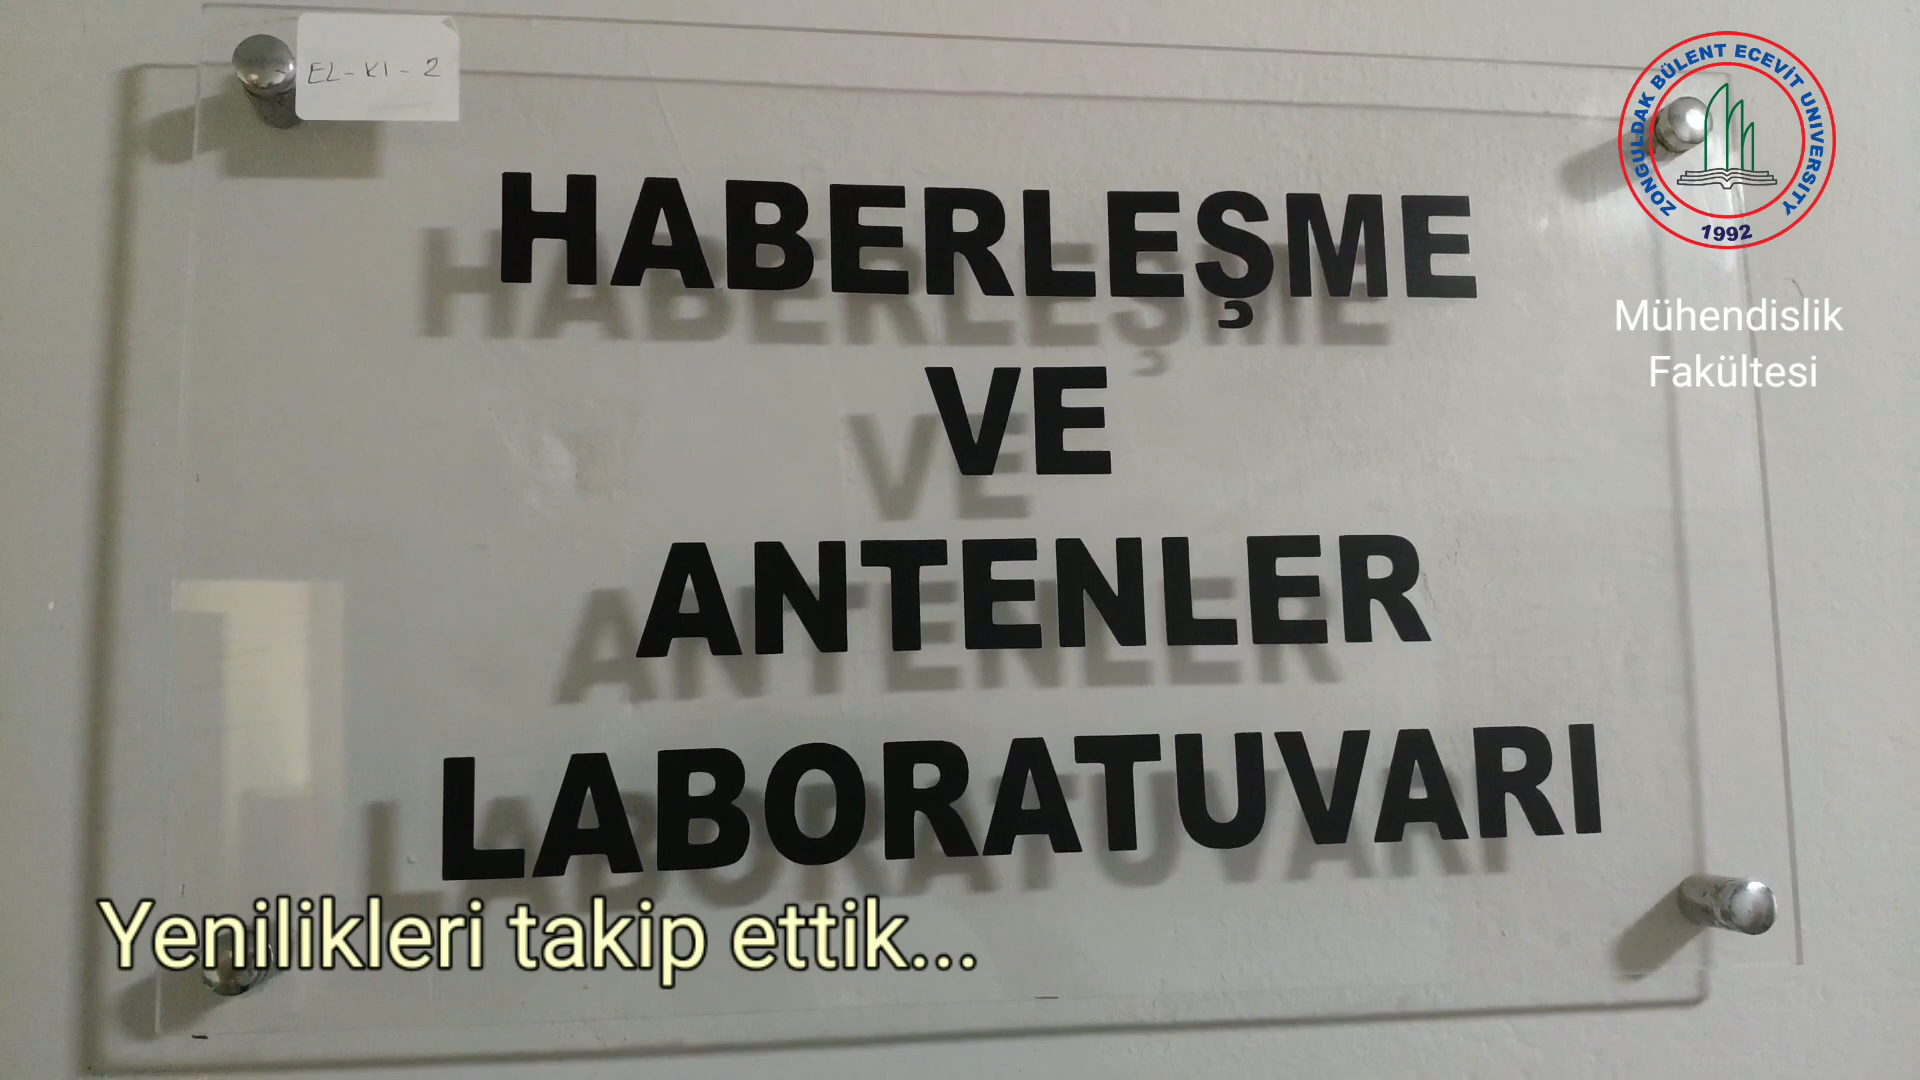 EL-K1-2
HABERLEŞME
VE
ANTENLER
LABORATUVARI
ZONGULDAK BÜLENT ECEVİT UNIVERSITY
1992
Mühendislik
Fakültesi
Yenilikleri takip ettik...